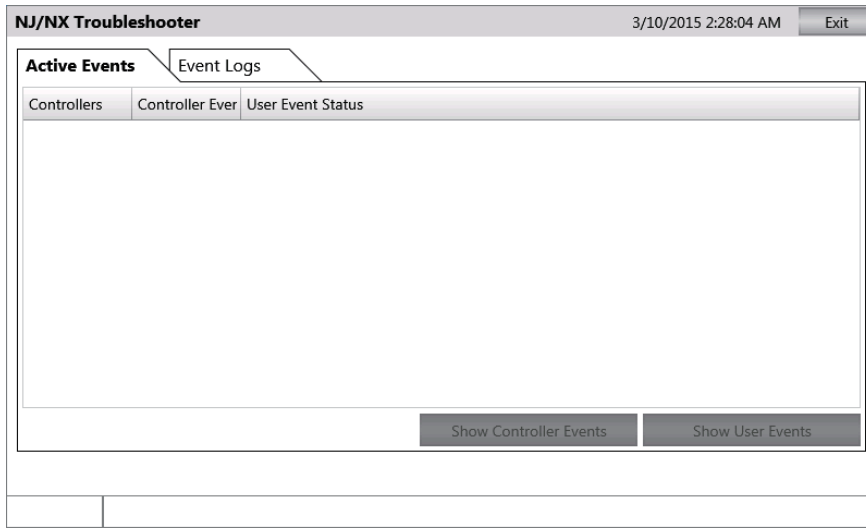 NJ/NX Troubleshooter 3/10/2015 2:28:04 AM Exit
Active Events Event Logs
Controllers Controller Ever User Event Status
Show Controller Events Show User Events